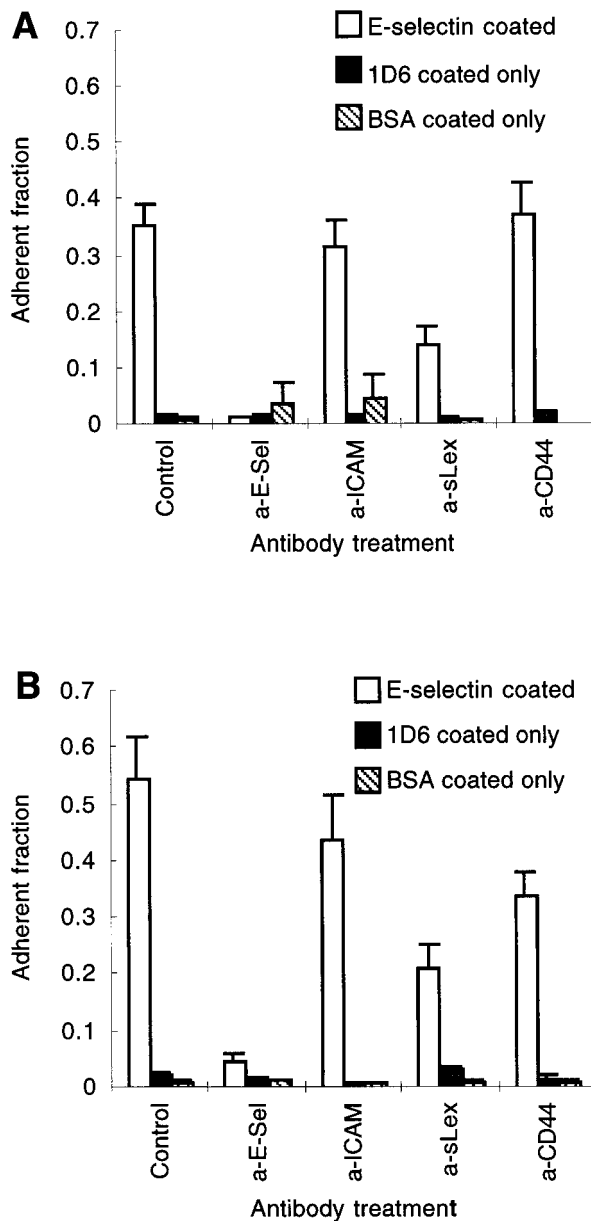 A
0.7
0.6
0.5
0.4
0.3
0.2
0.1
0
Adherent fraction
E-selectin coated
1D6 coated only
BSA coated only
Control
a-E-Sel
a-ICAM
a-sLex
a-CD44
Antibody treatment
B
0.7
0.6
0.5
0.4
0.3
0.2
0.1
0
Adherent fraction
E-selectin coated
1D6 coated only
BSA coated only
Control
a-E-Sel
a-ICAM
a-sLex
a-CD44
Antibody treatment